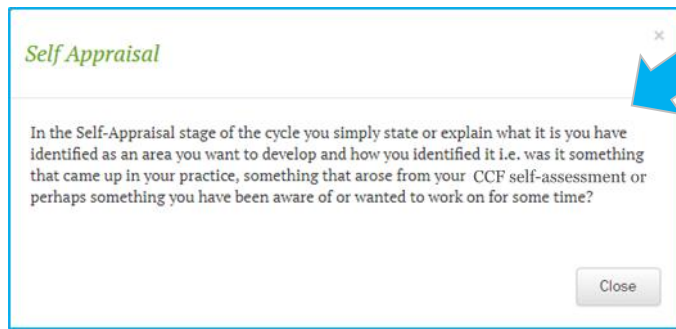 ×
Self Appraisal
In the Self-Appraisal stage of the cycle you simply state or explain what it is you have
identified as an area you want to develop and how you identified it i.e. was it something
that came up in your practice, something that arose from your CCF self-assessment or
perhaps something you have been aware of or wanted to work on for some time?
Close